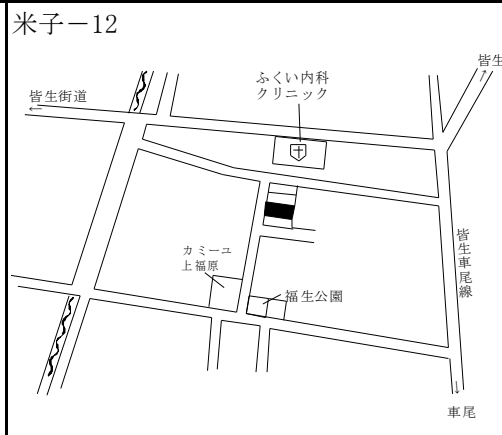 米子－12
皆生
ふくい内科
クリニック
皆生街道
←
カミーユ
上福原
福生公園
皆生車尾線
車尾